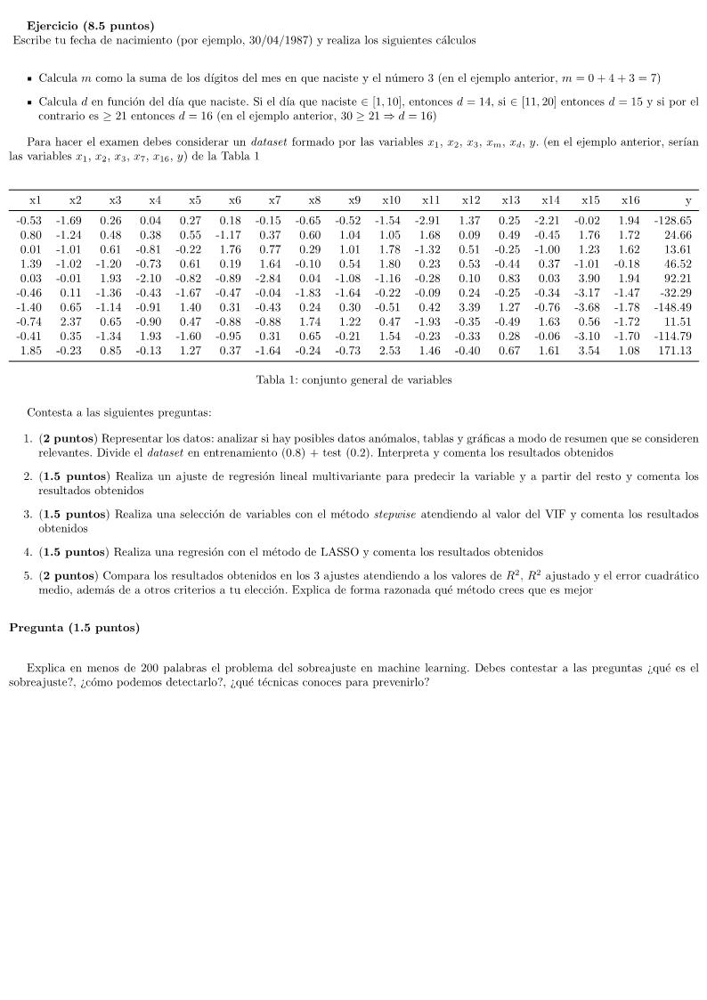 Ejercicio (8.5 puntos)
Escribe tu fecha de nacimiento (por ejemplo, 30/04/1987) y realiza los siguientes cálculos
▪ Calcula m como la suma de los dígitos del mes en que naciste y el número 3 (en el ejemplo anterior, m = 0 + 4 + 3 = 7)
▪ Calcula d en función del día que naciste. Si el día que naciste ∈ [1, 10], entonces d = 14, si ∈ [11, 20] entonces d = 15 y si por el
contrario es ≥ 21 entonces d = 16 (en el ejemplo anterior, 30 ≥ 21 ⇒ d = 16)
Para hacer el examen debes considerar un dataset formado por las variables x1, x2, x3, xm, xd, y. (en el ejemplo anterior, serían
las variables x1, x2, x3, x7, x16, y) de la Tabla 1
x1 x2 x3 x4 x5 x6 x7 x8 x9 x10 x11 x12 x13 x14 x15 x16 y
-0.53 -1.69 0.26 0.04 0.27 0.18 -0.15 -0.65 -0.52 -1.54 -2.91 1.37 0.25 -2.21 -0.02 1.94 -128.65
0.80 -1.24 0.48 0.38 0.55 -1.17 0.37 0.60 1.04 1.05 1.68 0.09 0.49 -0.45 1.76 1.72 24.66
0.01 -1.01 0.61 -0.81 -0.22 1.76 0.77 0.29 1.01 1.78 -1.32 0.51 -0.25 -1.00 1.23 1.62 13.61
1.39 -1.02 -1.20 -0.73 0.61 0.19 1.64 -0.10 0.54 1.80 0.23 0.53 -0.44 0.37 -1.01 -0.18 46.52
0.03 -0.01 1.93 -2.10 -0.82 -0.89 -2.84 0.04 -1.08 -1.16 -0.28 0.10 0.83 0.03 3.90 1.94 92.21
-0.46 0.11 -1.36 -0.43 -1.67 -0.47 -0.04 -1.83 -1.64 -0.22 -0.09 0.24 -0.25 -0.34 -3.17 -1.47 -32.29
-1.40 0.65 -1.14 -0.91 1.40 0.31 -0.43 0.24 0.30 -0.51 0.42 3.39 1.27 -0.76 -3.68 -1.78 -148.49
-0.74 2.37 0.65 -0.90 0.47 -0.88 -0.88 1.74 1.22 0.47 -1.93 -0.35 -0.49 1.63 0.56 -1.72 11.51
-0.41 0.35 -1.34 1.93 -1.60 -0.95 0.31 0.65 -0.21 1.54 -0.23 -0.33 0.28 -0.06 -3.10 -1.70 -114.79
1.85 -0.23 0.85 -0.13 1.27 0.37 -1.64 -0.24 -0.73 2.53 1.46 -0.40 0.67 1.61 3.54 1.08 171.13
Tabla 1: conjunto general de variables
Contesta a las siguientes preguntas:
1. (2 puntos) Representar los datos: analizar si hay posibles datos anómalos, tablas y gráficas a modo de resumen que se consideren
relevantes. Divide el dataset en entrenamiento (0.8) + test (0.2). Interpreta y comenta los resultados obtenidos
2. (1.5 puntos) Realiza un ajuste de regresión lineal multivariante para predecir la variable y a partir del resto y comenta los
resultados obtenidos
3. (1.5 puntos) Realiza una selección de variables con el método stepwise atendiendo al valor del VIF y comenta los resultados
obtenidos
4. (1.5 puntos) Realiza una regresión con el método de LASSO y comenta los resultados obtenidos
5. (2 puntos) Compara los resultados obtenidos en los 3 ajustes atendiendo a los valores de R², R² ajustado y el error cuadrático
medio, además de a otros criterios a tu elección. Explica de forma razonada qué método crees que es mejor
Pregunta (1.5 puntos)
Explica en menos de 200 palabras el problema del sobreajuste en machine learning. Debes contestar a las preguntas ¿qué es el
sobreajuste?, ¿cómo podemos detectarlo?, ¿qué técnicas conoces para prevenirlo?